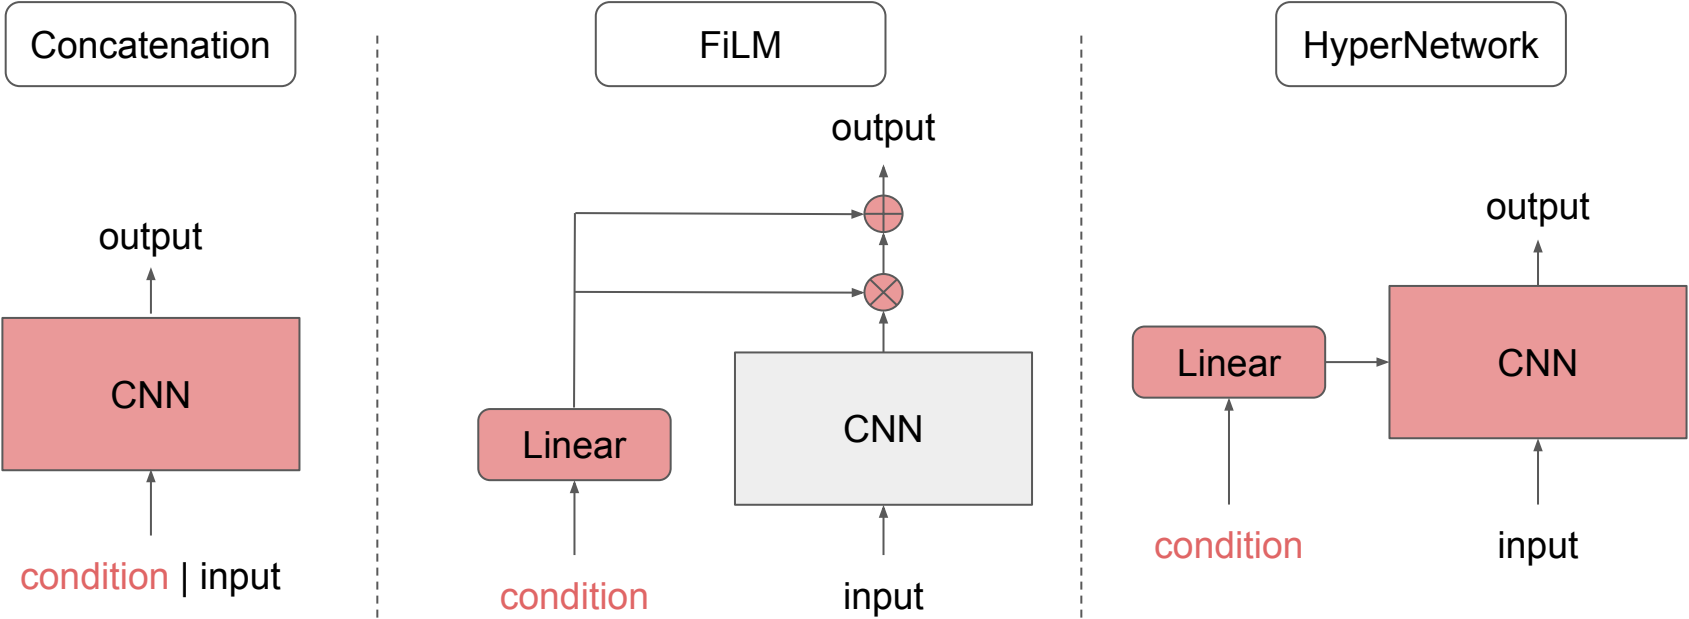 Concatenation
output
CNN
condition | input
FiLM
output
Linear
CNN
condition
input
HyperNetwork
output
Linear
CNN
condition
input